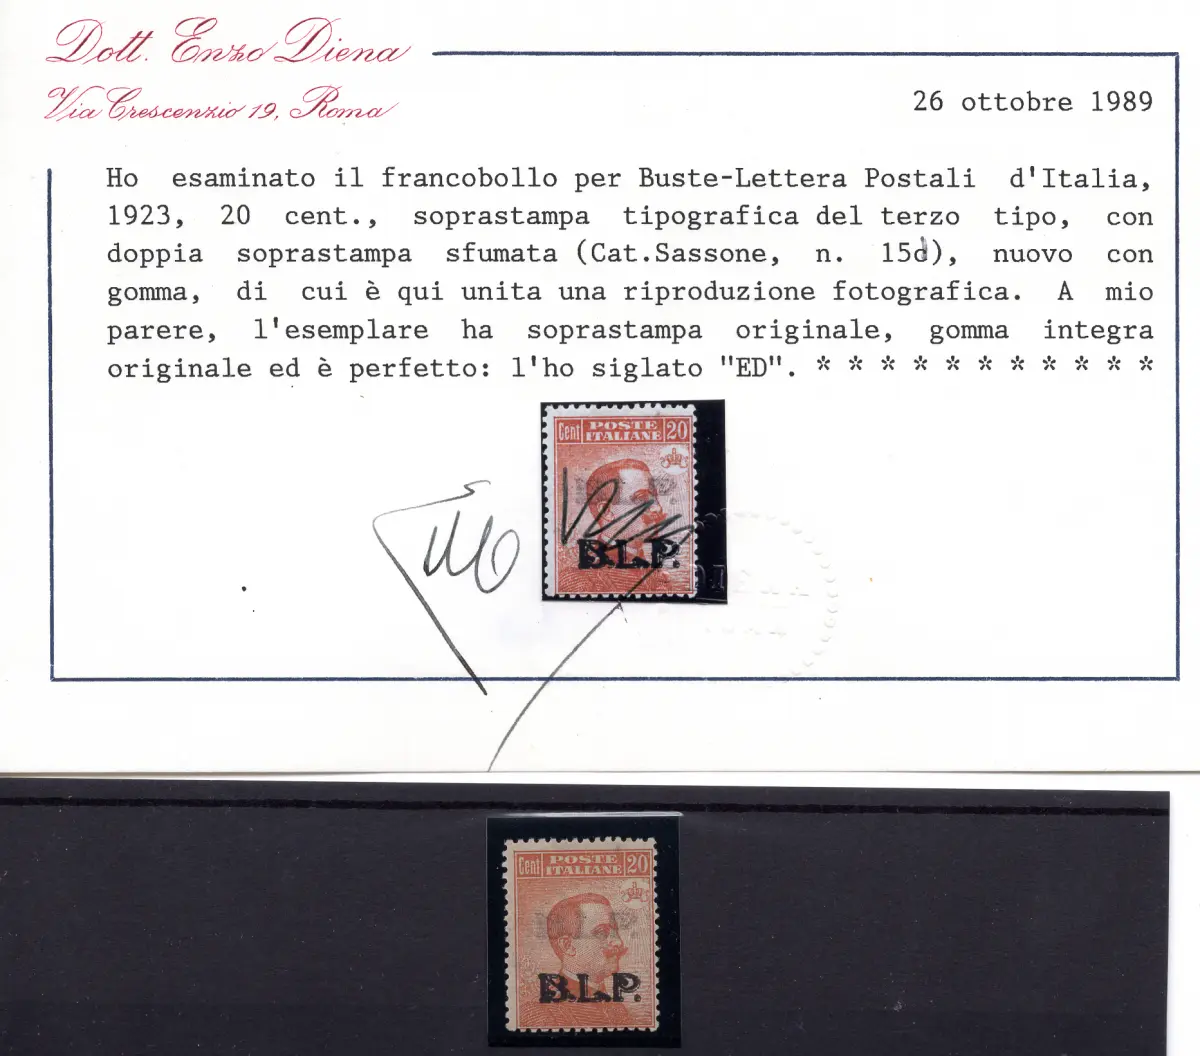 Dott. Enzo Diena
Via Crescenzio 19, Roma
26 ottobre 1989
Ho esaminato il francobollo per Buste-Lettera Postali d'Italia,
1923, 20 cent., soprastampa tipografica del terzo tipo, con
doppia soprastampa sfumata (Cat.Sassone, n. 15d), nuovo con
gomma, di cui è qui unita una riproduzione fotografica. A mio
parere, l'esemplare ha soprastampa originale, gomma integra
originale ed è perfetto: l'ho siglato "ED". * * * * * * * * * * *
Cent POSTE ITALIANE 20
B.L.P.
B.L.P.
Cent POSTE ITALIANE 20
B.L.P.
B.L.P.